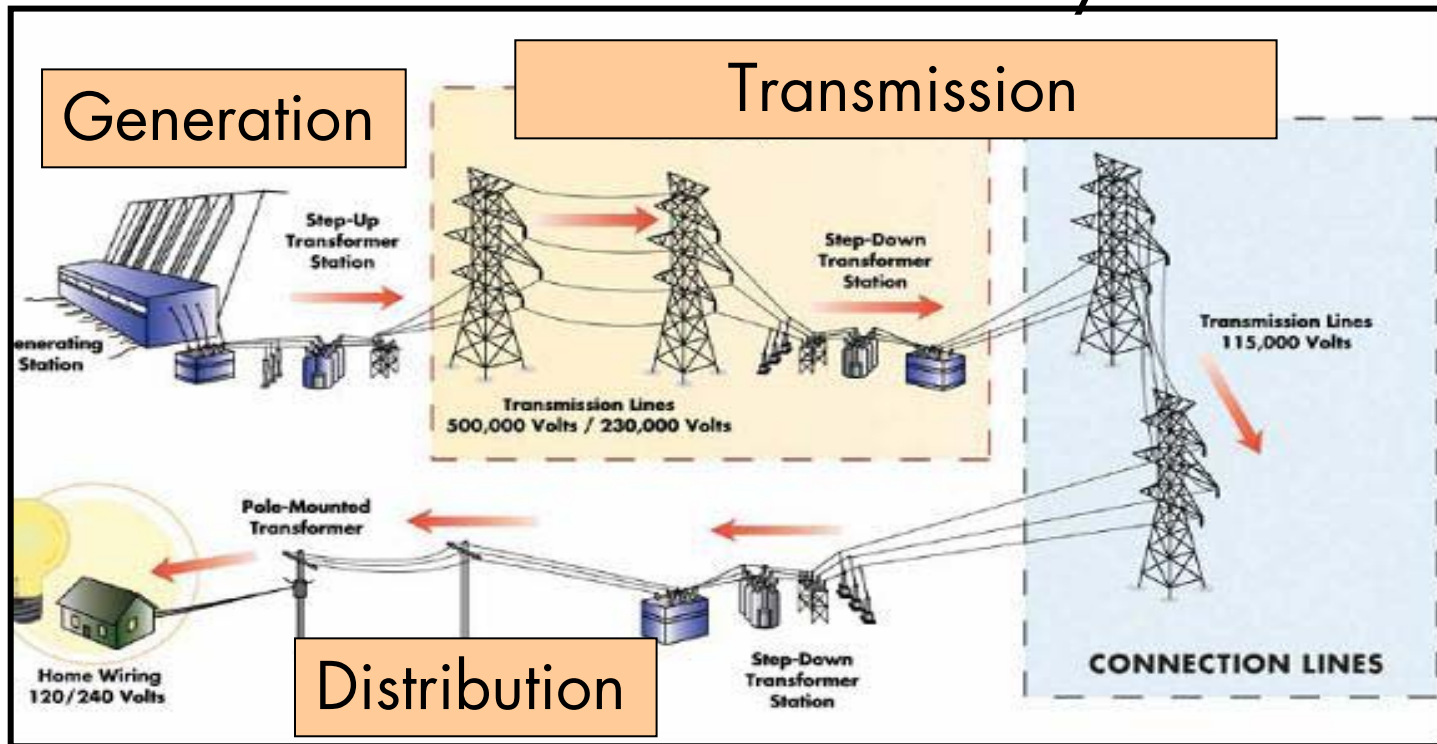 Generation
Transmission
Step-Up
Transformer
Station
Step-Down
Transformer
Station
enerating
Station
Transmission Lines
500,000 Volts / 230,000 Volts
Transmission Lines
115,000 Volts
Pole-Mounted
Transformer
Home Wiring
120/240 Volts
Distribution
Step-Down
Transformer
Station
CONNECTION LINES